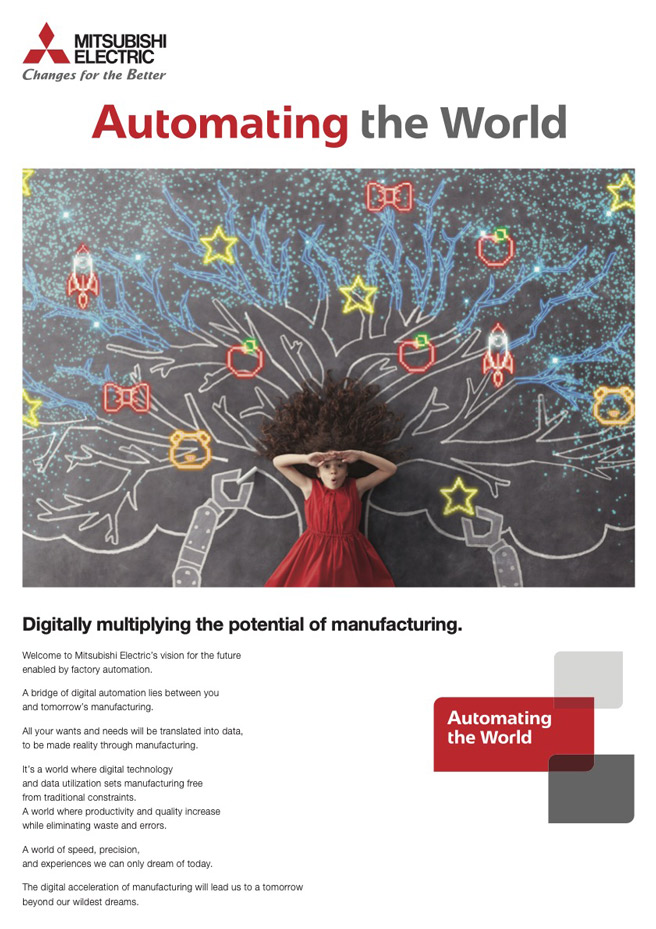 MITSUBISHI
ELECTRIC
Changes for the Better
Automating the World
Digitally multiplying the potential of manufacturing.
Welcome to Mitsubishi Electric's vision for the future
enabled by factory automation.
A bridge of digital automation lies between you
and tomorrow's manufacturing.
All your wants and needs will be translated into data,
to be made reality through manufacturing.
It's a world where digital technology
and data utilization sets manufacturing free
from traditional constraints.
A world where productivity and quality increase
while eliminating waste and errors.
A world of speed, precision,
and experiences we can only dream of today.
The digital acceleration of manufacturing will lead us to a tomorrow
beyond our wildest dreams.
Automating
the World